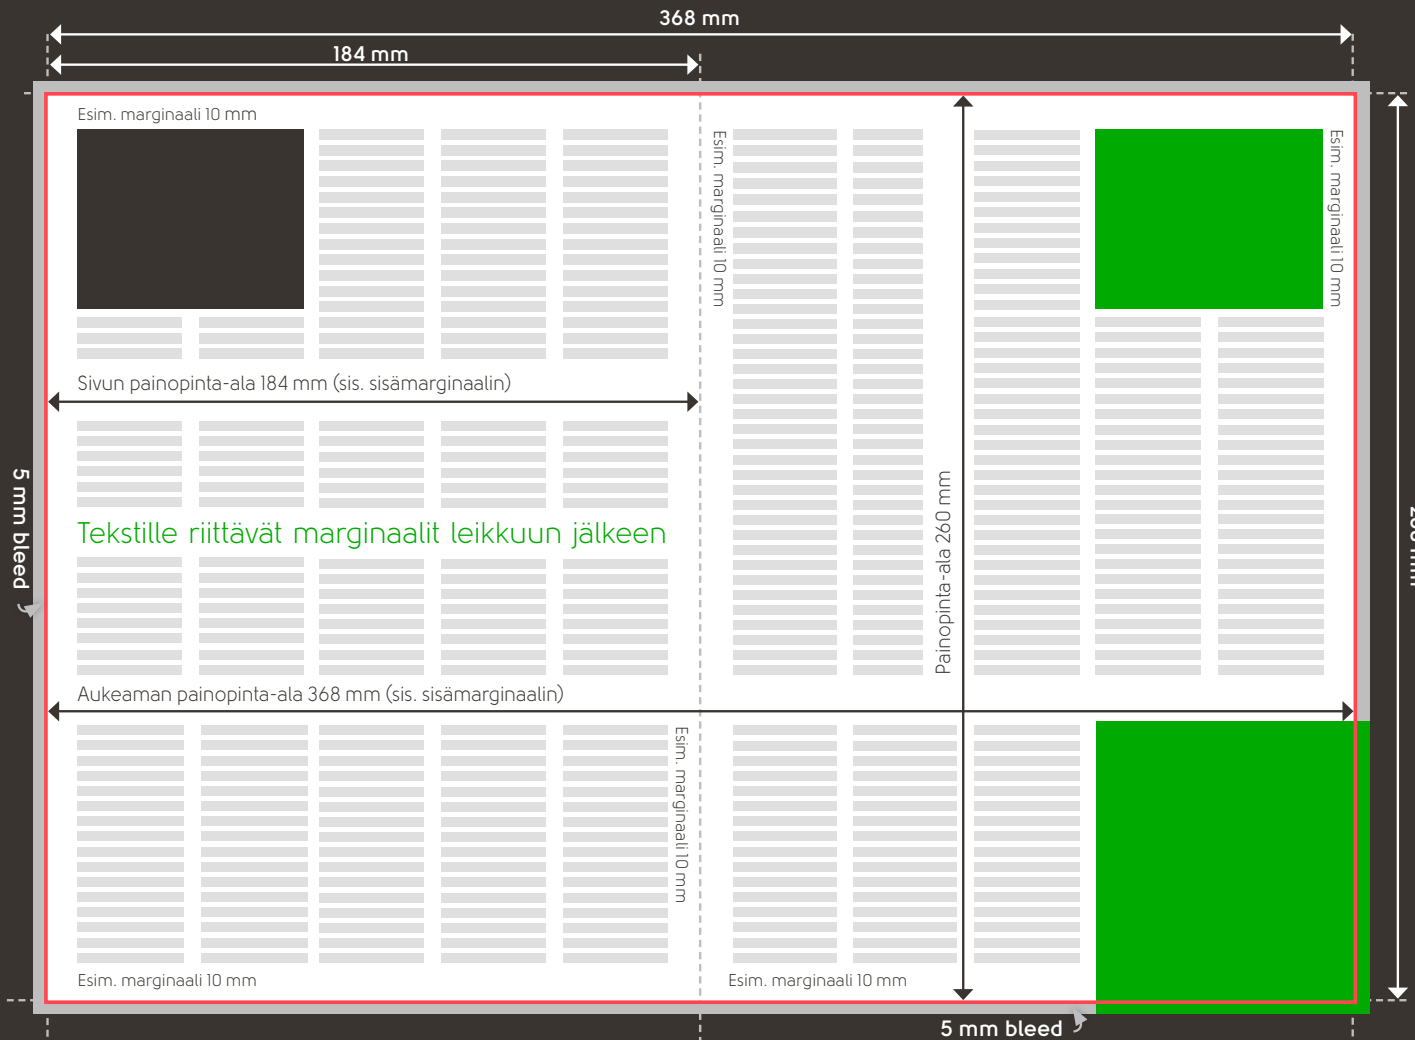 368 mm
184 mm
Esim. marginaali 10 mm
Esim. marginaali 10 mm
Esim. marginaali 10 mm
Sivun painopinta-ala 184 mm (sis. sisämarginaalin)
5 mm bleed
Painopinta-ala 260 mm
Tekstille riittävät marginaalit leikkuun jälkeen
Aukeaman painopinta-ala 368 mm (sis. sisämarginaalin)
Esim. marginaali 10 mm
Esim. marginaali 10 mm
Esim. marginaali 10 mm
5 mm bleed